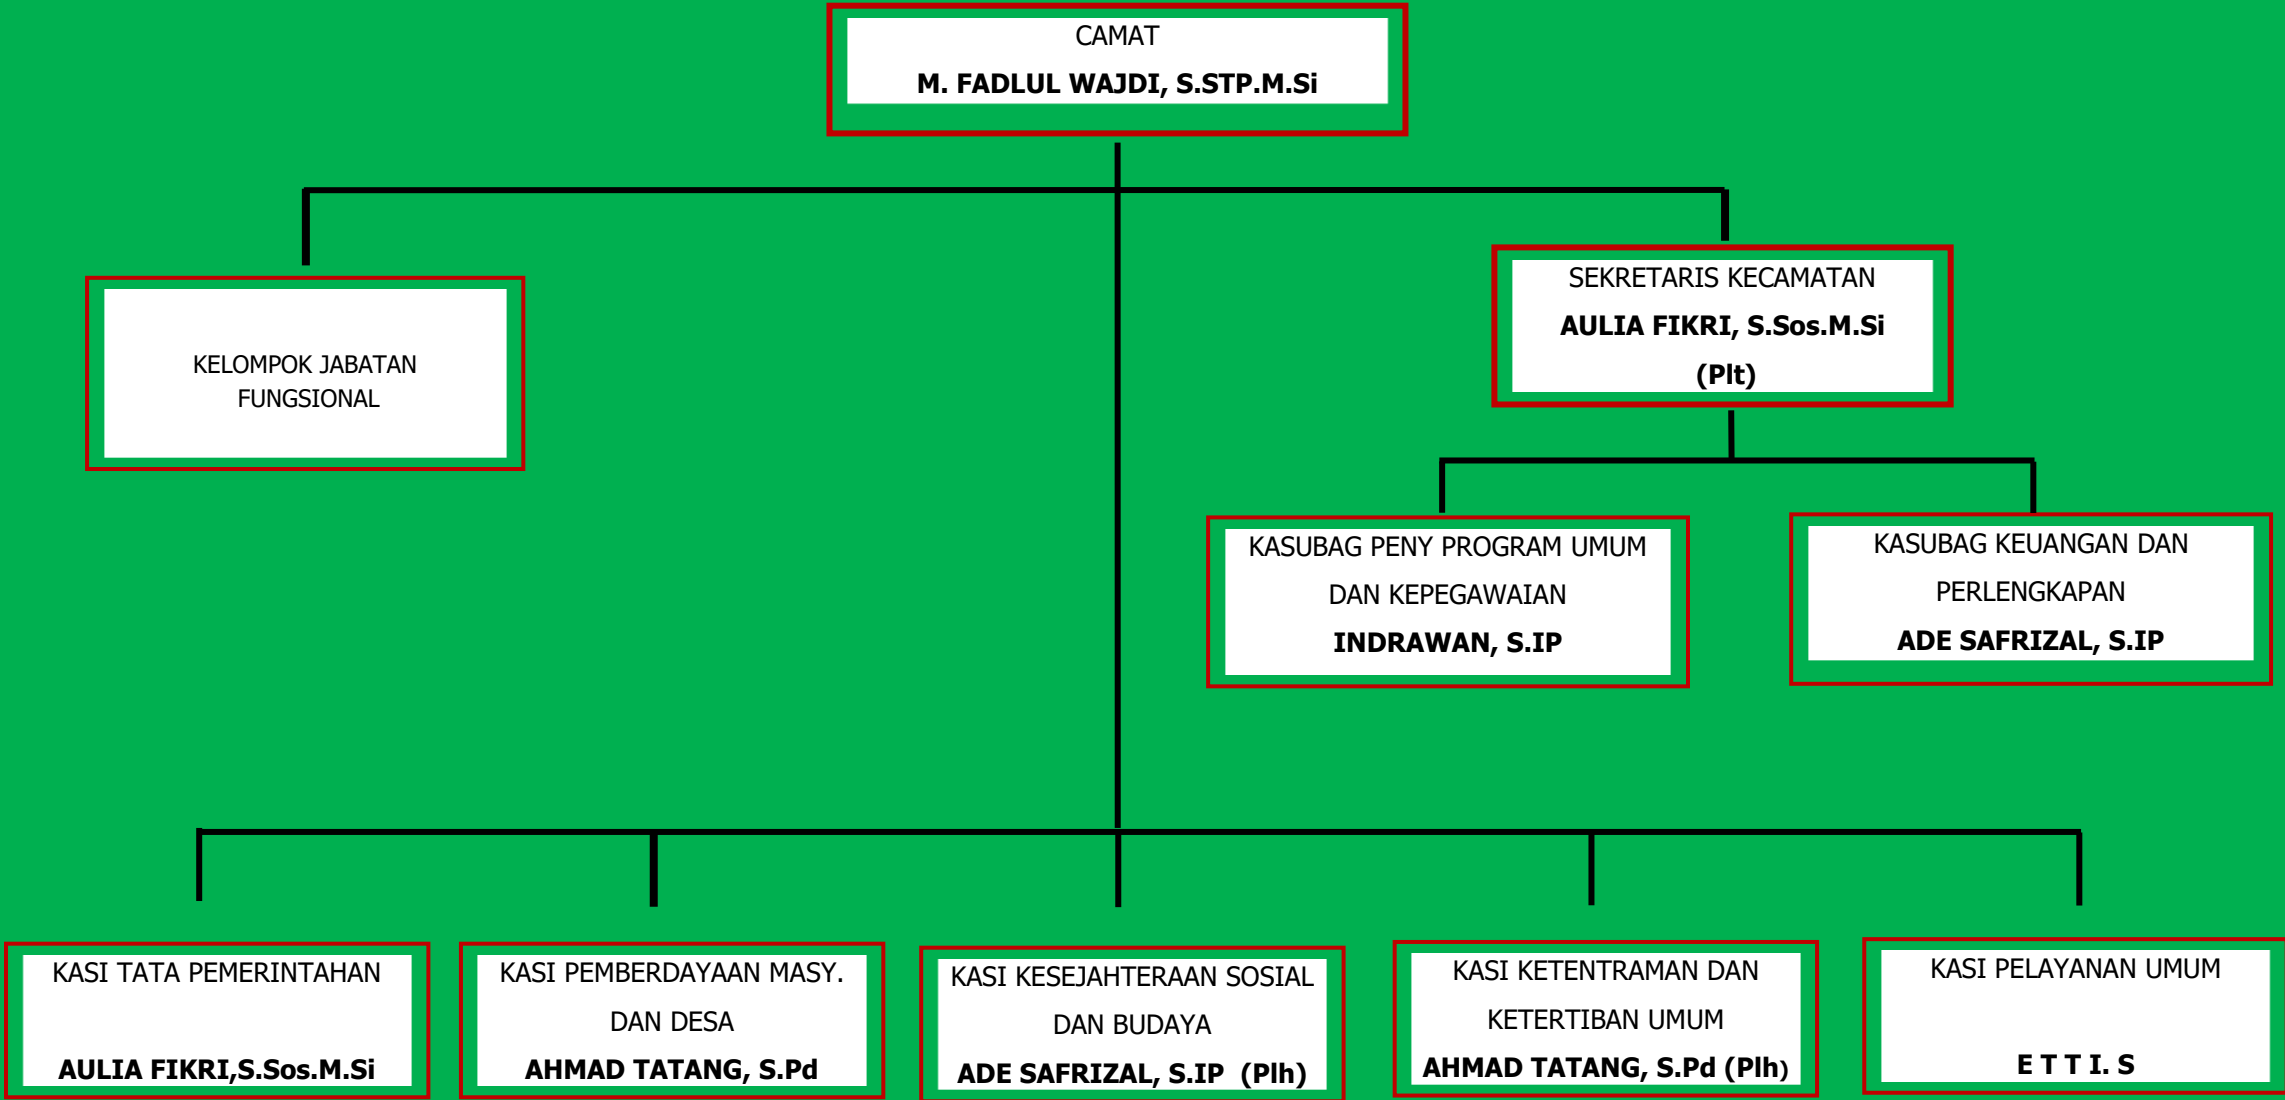 CAMAT
M. FADLUL WAJDI, S.STP.M.Si
KELOMPOK JABATAN
FUNGSIONAL
SEKRETARIS KECAMATAN
AULIA FIKRI, S.Sos.M.Si
(Plt)
KASUBAG PENY PROGRAM UMUM
DAN KEPEGAWAIAN
INDRAWAN, S.IP
KASUBAG KEUANGAN DAN
PERLENGKAPAN
ADE SAFRIZAL, S.IP
KASI TATA PEMERINTAHAN
AULIA FIKRI,S.Sos.M.Si
KASI PEMBERDAYAAN MASY.
DAN DESA
AHMAD TATANG, S.Pd
KASI KESEJAHTERAAN SOSIAL
DAN BUDAYA
ADE SAFRIZAL, S.IP (Plh)
KASI KETENTRAMAN DAN
KETERTIBAN UMUM
AHMAD TATANG, S.Pd (Plh)
KASI PELAYANAN UMUM
E T T I. S